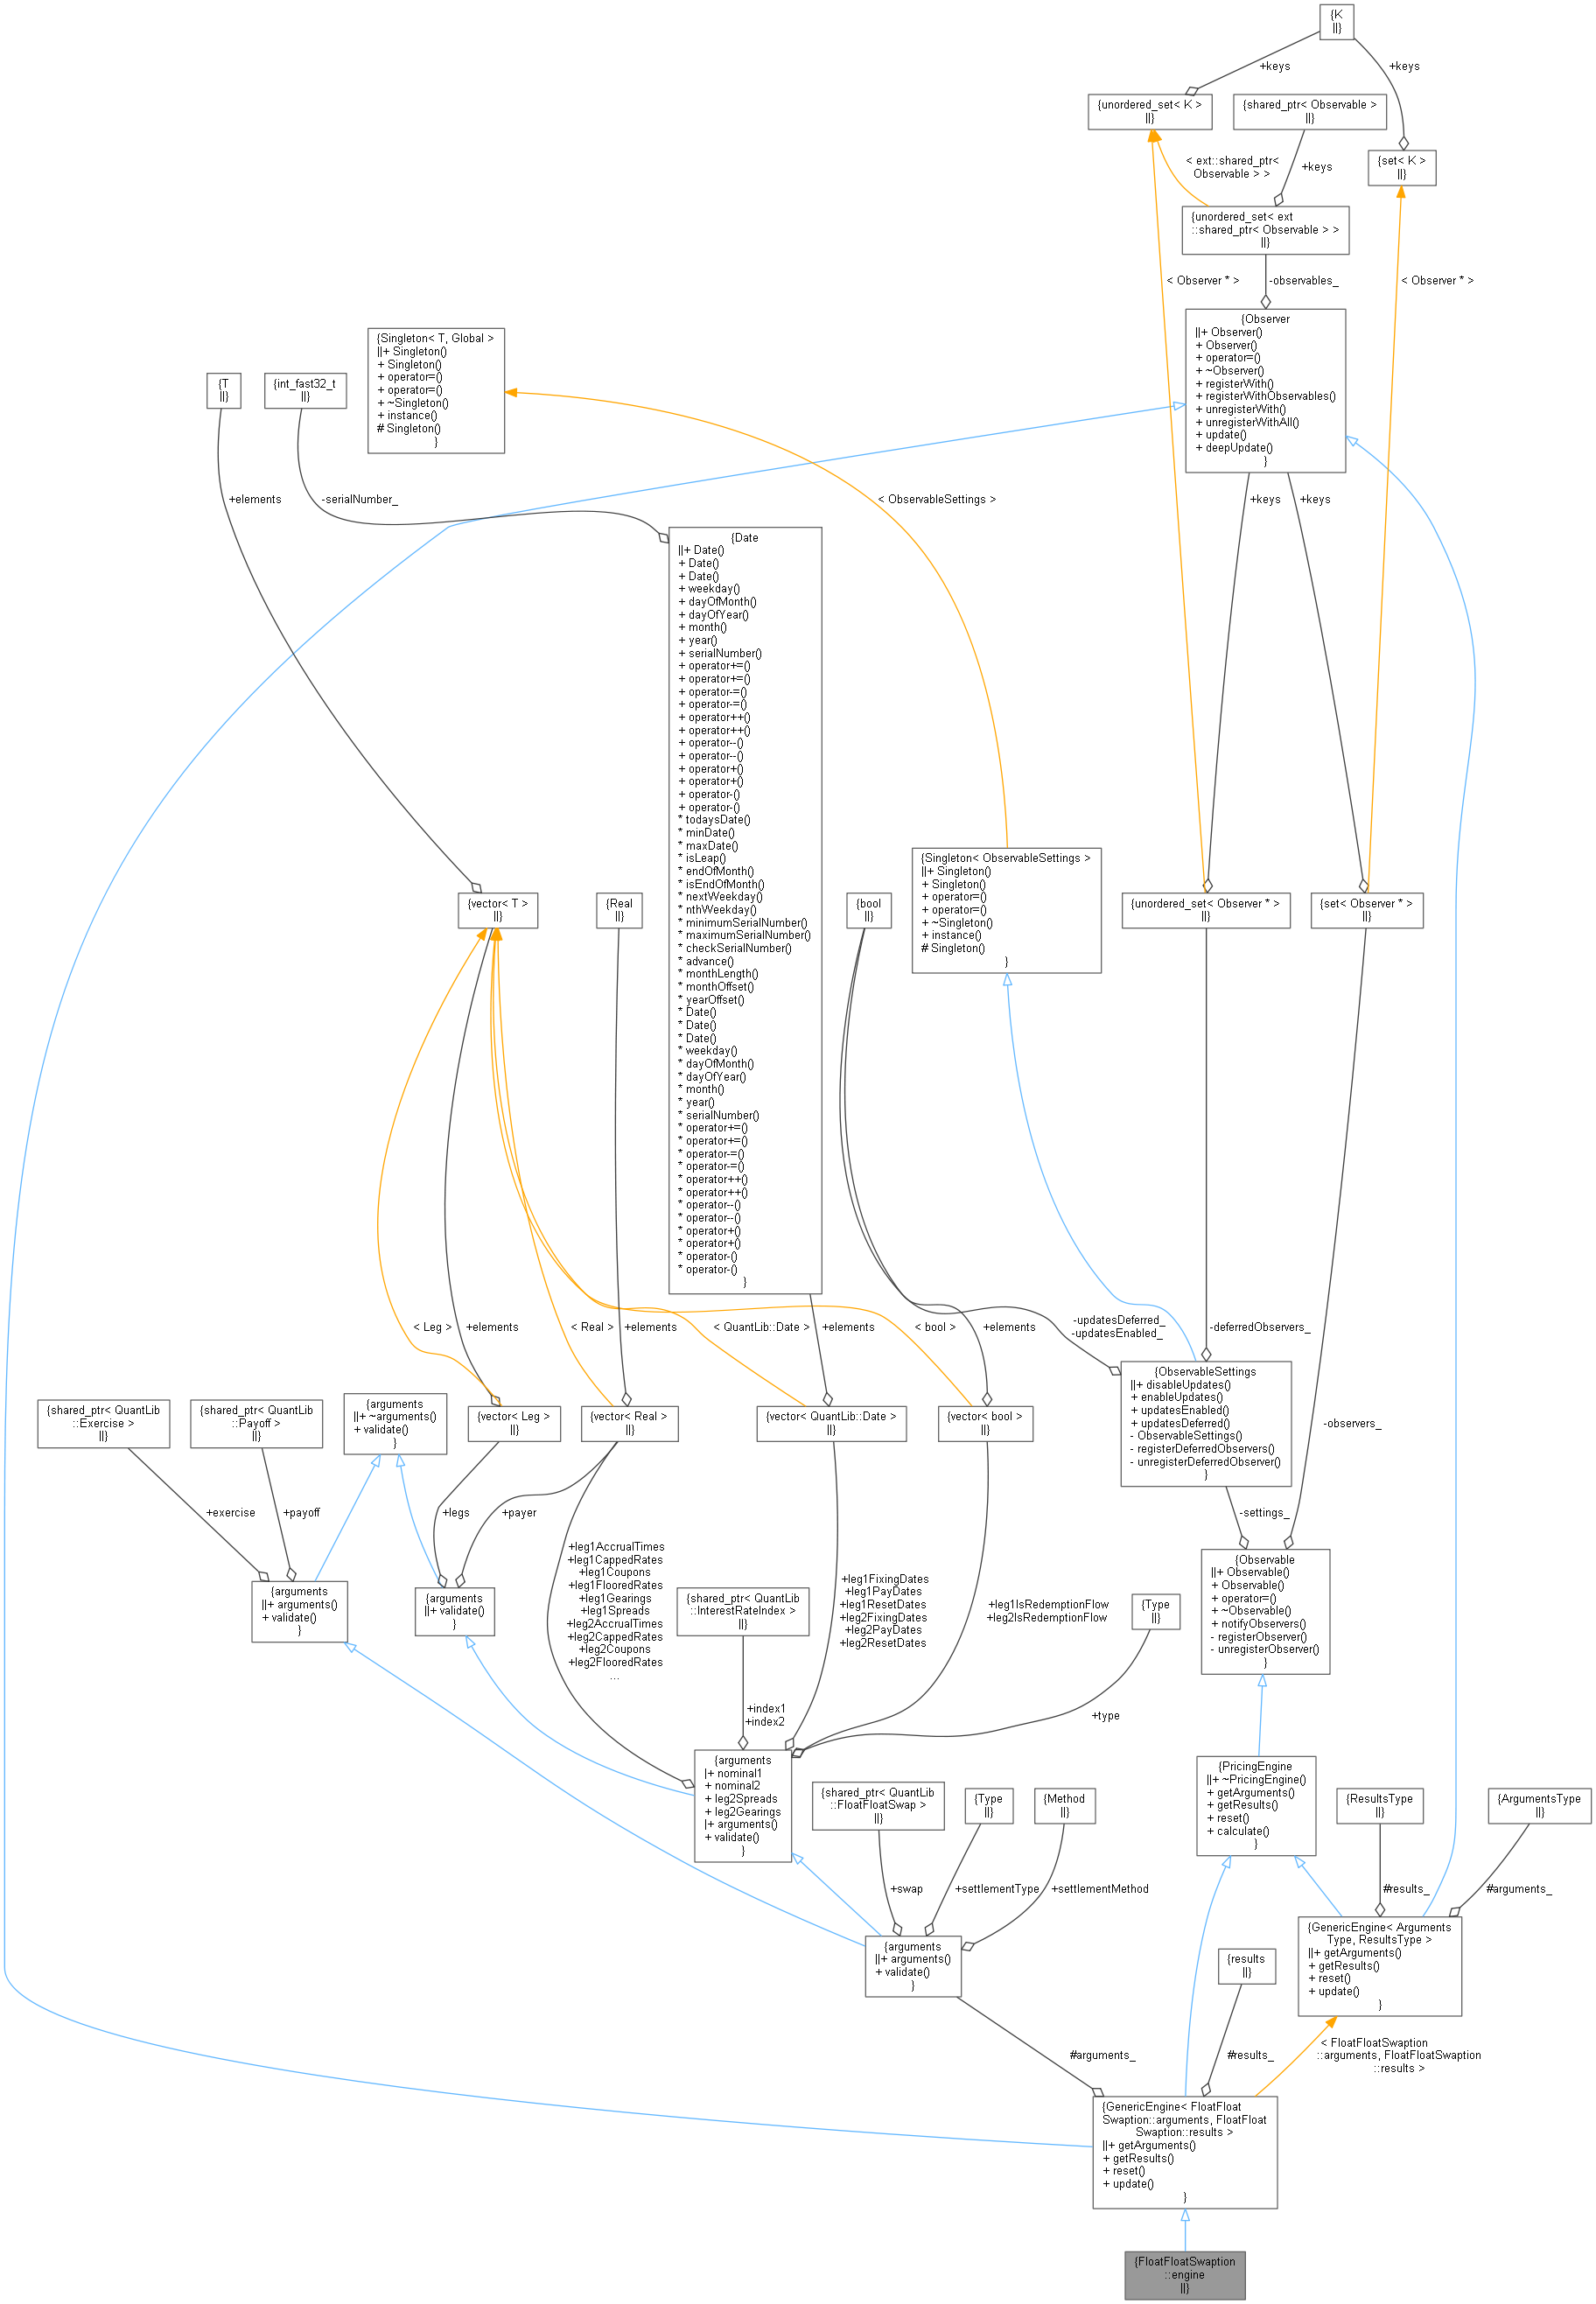 {K
||}
+keys
+keys
{unordered_set< K >
||}
{shared_ptr< Observable >
||}
{set< K >
||}
< ext::shared_ptr<
Observable > >
+keys
{unordered_set< ext
::shared_ptr< Observable > >
||}
< Observer * >
-observables_
< Observer * >
{Observer
||+ Observer()
+ Observer()
+ operator=()
+ ~Observer()
+ registerWith()
+ registerWithObservables()
+ unregisterWith()
+ unregisterWithAll()
+ update()
+ deepUpdate()
}
{Singleton< T, Global >
||+ Singleton()
+ Singleton()
+ operator=()
+ operator=()
+ ~Singleton()
+ instance()
# Singleton()
}
{T
||}
{int_fast32_t
||}
+elements
-serialNumber_
< ObservableSettings >
+keys
+keys
{Date
||+ Date()
+ Date()
+ Date()
+ weekday()
+ dayOfMonth()
+ dayOfYear()
+ month()
+ year()
+ serialNumber()
+ operator+=()
+ operator+=()
+ operator-=()
+ operator-=()
+ operator++()
+ operator++()
+ operator--()
+ operator--()
+ operator+()
+ operator+()
+ operator-()
+ operator-()
* todaysDate()
* minDate()
* maxDate()
* isLeap()
* endOfMonth()
* isEndOfMonth()
* nextWeekday()
* nthWeekday()
* minimumSerialNumber()
* maximumSerialNumber()
* checkSerialNumber()
* advance()
* monthLength()
* monthOffset()
* yearOffset()
* Date()
* Date()
* Date()
* weekday()
* dayOfMonth()
* dayOfYear()
* month()
* year()
* serialNumber()
* operator+=()
* operator+=()
* operator-=()
* operator-=()
* operator++()
* operator++()
* operator--()
* operator--()
* operator+()
* operator+()
* operator-()
* operator-()
}
{Singleton< ObservableSettings >
||+ Singleton()
+ Singleton()
+ operator=()
+ operator=()
+ ~Singleton()
+ instance()
# Singleton()
}
{vector< T >
||}
{Real
||}
{bool
||}
{unordered_set< Observer * >
||}
{set< Observer * >
||}
< Leg >
+elements
< Real >
+elements
< QuantLib::Date >
+elements
< bool >
+elements
-updatesDeferred_
-updatesEnabled_
-deferredObservers_
{shared_ptr< QuantLib
::Exercise >
||}
{shared_ptr< QuantLib
::Payoff >
||}
{arguments
||+ ~arguments()
+ validate()
}
{vector< Leg >
||}
{vector< Real >
||}
{vector< QuantLib::Date >
||}
{vector< bool >
||}
{ObservableSettings
||+ disableUpdates()
+ enableUpdates()
+ updatesEnabled()
+ updatesDeferred()
- ObservableSettings()
- registerDeferredObservers()
- unregisterDeferredObserver()
}
-observers_
+exercise
+payoff
+legs
+payer
-settings_
+leg1AccrualTimes
+leg1CappedRates
+leg1Coupons
+leg1FlooredRates
+leg1Gearings
+leg1Spreads
+leg2AccrualTimes
+leg2CappedRates
+leg2Coupons
+leg2FlooredRates
...
+leg1FixingDates
+leg1PayDates
+leg1ResetDates
+leg2FixingDates
+leg2PayDates
+leg2ResetDates
+leg1IsRedemptionFlow
+leg2IsRedemptionFlow
{arguments
||+ arguments()
+ validate()
}
{arguments
||+ validate()
}
{shared_ptr< QuantLib
::InterestRateIndex >
||}
{Type
||}
{Observable
||+ Observable()
+ Observable()
+ operator=()
+ ~Observable()
+ notifyObservers()
- registerObserver()
- unregisterObserver()
}
+index1
+index2
+type
{arguments
|+ nominal1
+ nominal2
+ leg2Spreads
+ leg2Gearings
|+ arguments()
+ validate()
}
{PricingEngine
||+ ~PricingEngine()
+ getArguments()
+ getResults()
+ reset()
+ calculate()
}
{shared_ptr< QuantLib
::FloatFloatSwap >
||}
{Type
||}
{Method
||}
{ResultsType
||}
{ArgumentsType
||}
+swap
+settlementType
+settlementMethod
#results_
#arguments_
{arguments
||+ arguments()
+ validate()
}
{results
||}
{GenericEngine< Arguments
Type, ResultsType >
||+ getArguments()
+ getResults()
+ reset()
+ update()
}
#arguments_
#results_
< FloatFloatSwaption
::arguments, FloatFloatSwaption
::results >
{GenericEngine< FloatFloat
Swaption::arguments, FloatFloat
Swaption::results >
||+ getArguments()
+ getResults()
+ reset()
+ update()
}
{FloatFloatSwaption
::engine
||}